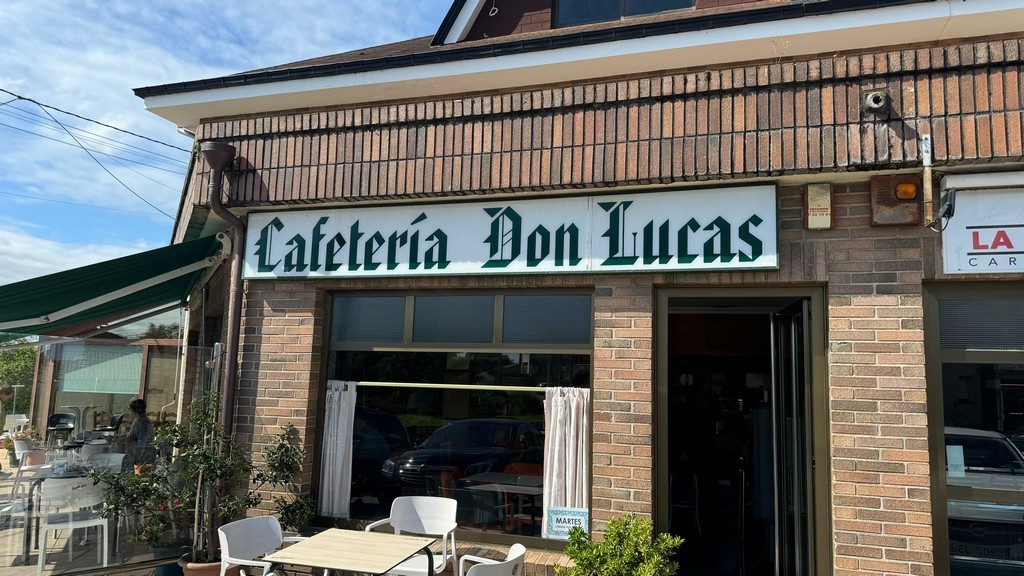 Cafetería Don Lucas
LA
CAR
MARTES